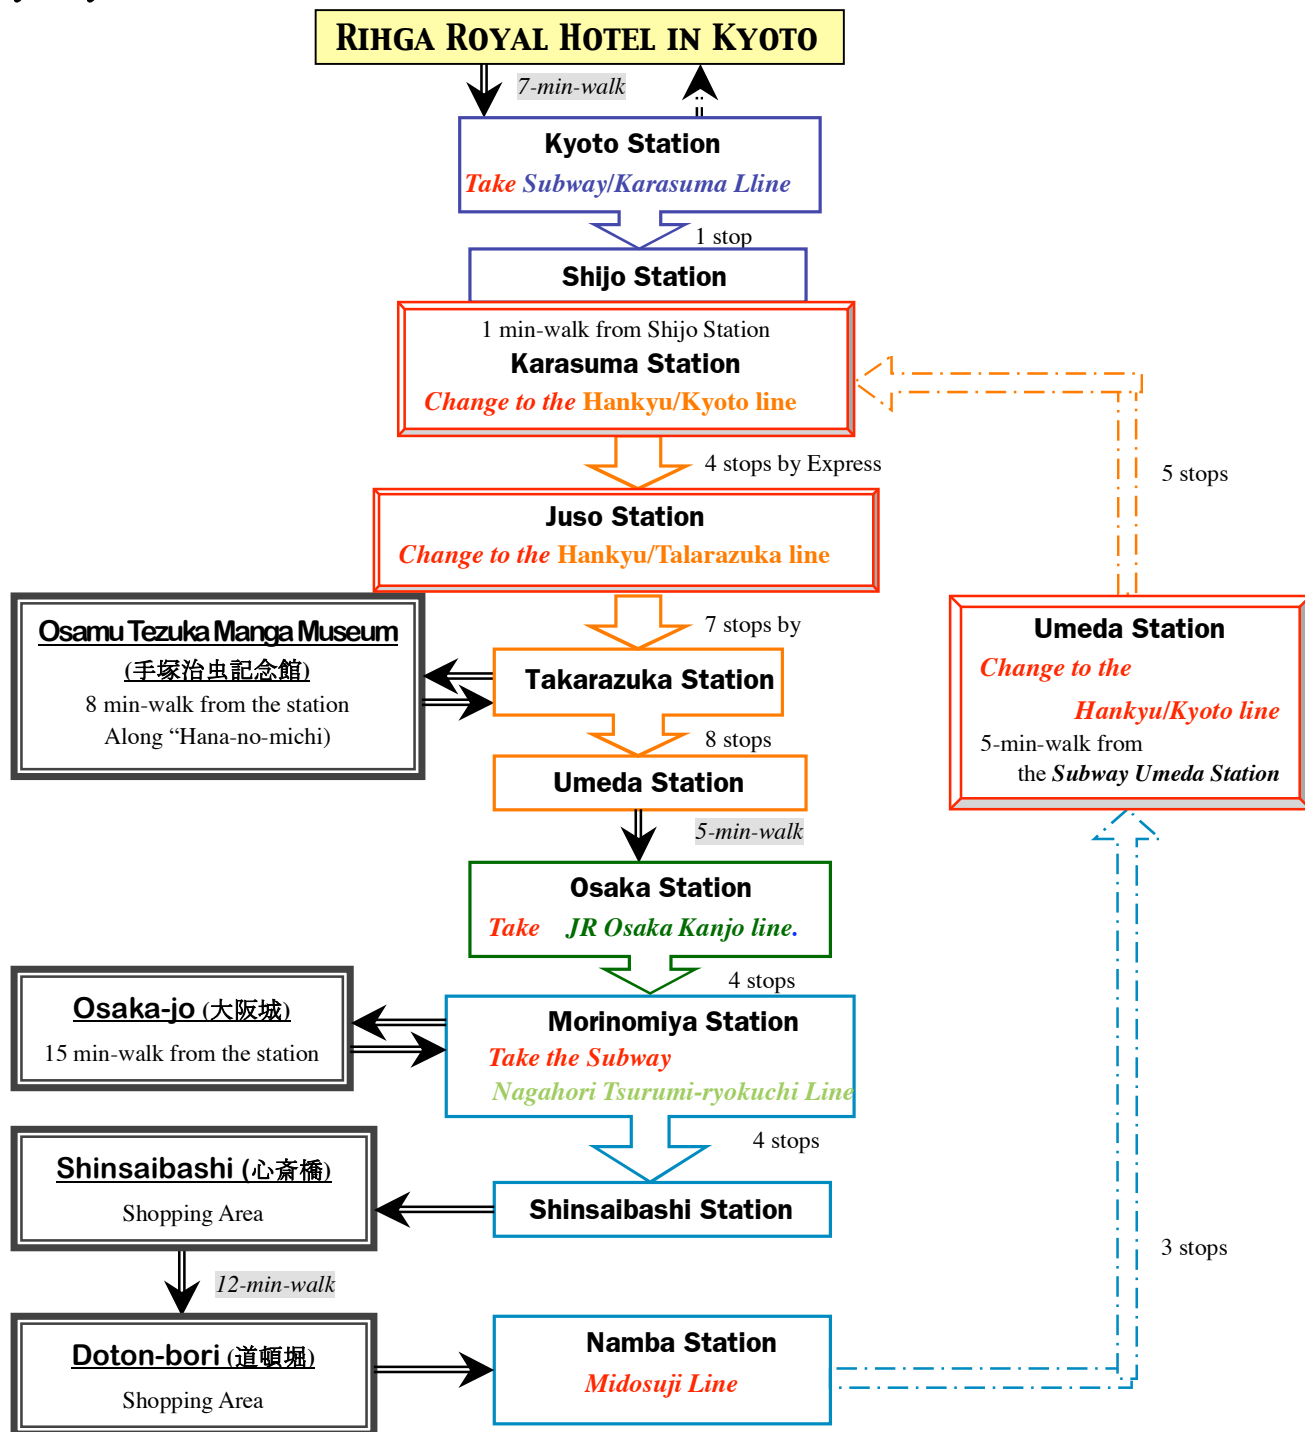 RIHGA ROYAL HOTEL IN KYOTO
7-min-walk
Kyoto Station
Take Subway/Karasuma Lline
1 stop
Shijo Station
1 min-walk from Shijo Station
Karasuma Station
Change to the Hankyu/Kyoto line
4 stops by Express
5 stops
Juso Station
Change to the Hankyu/Talarazuka line
7 stops by
Osamu Tezuka Manga Museum
(手塚治虫記念館)
8 min-walk from the station
Along “Hana-no-michi)
Takarazuka Station
8 stops
Umeda Station
Umeda Station
Change to the
Hankyu/Kyoto line
5-min-walk from
the Subway Umeda Station
5-min-walk
Osaka Station
Take JR Osaka Kanjo line.
4 stops
Osaka-jo (大阪城)
15 min-walk from the station
Morinomiya Station
Take the Subway
Nagahori Tsurumi-ryokuchi Line
4 stops
Shinsaibashi (心斎橋)
Shopping Area
Shinsaibashi Station
3 stops
12-min-walk
Doton-bori (道頓堀)
Shopping Area
Namba Station
Midosuji Line